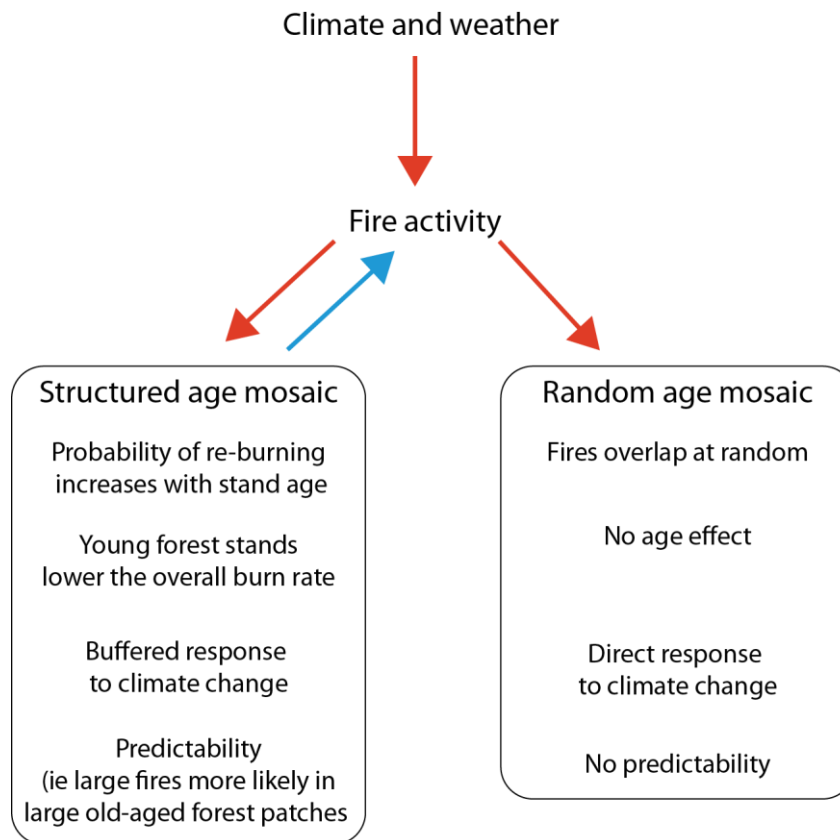 Climate and weather
Fire activity
Structured age mosaic
Probability of re-burning
increases with stand age
Young forest stands
lower the overall burn rate
Buffered response
to climate change
Predictability
(ie large fires more likely in
large old-aged forest patches
Random age mosaic
Fires overlap at random
No age effect
Direct response
to climate change
No predictability